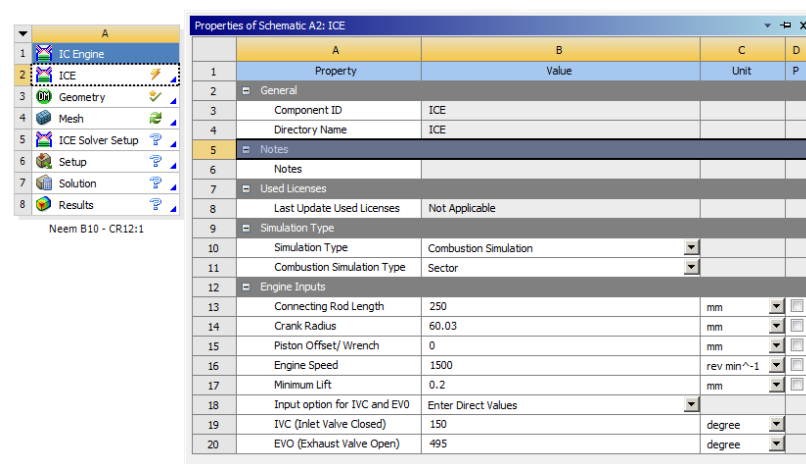 A
1 IC Engine
2 ICE
3 DM Geometry
4 Mesh
5 ICE Solver Setup ?
6 Setup ?
7 Solution ?
8 Results ?
Neem B10 - CR12:1
Properties of Schematic A2: ICE
A B C D
1 Property Value Unit P
2 General
3 Component ID ICE
4 Directory Name ICE
5 Notes
6 Notes
7 Used Licenses
8 Last Update Used Licenses Not Applicable
9 Simulation Type
10 Simulation Type Combustion Simulation
11 Combustion Simulation Type Sector
12 Engine Inputs
13 Connecting Rod Length 250 mm
14 Crank Radius 60.03 mm
15 Piston Offset/ Wrench 0 mm
16 Engine Speed 1500 rev min^-1
17 Minimum Lift 0.2 mm
18 Input option for IVC and EVO Enter Direct Values
19 IVC (Inlet Valve Closed) 150 degree
20 EVO (Exhaust Valve Open) 495 degree